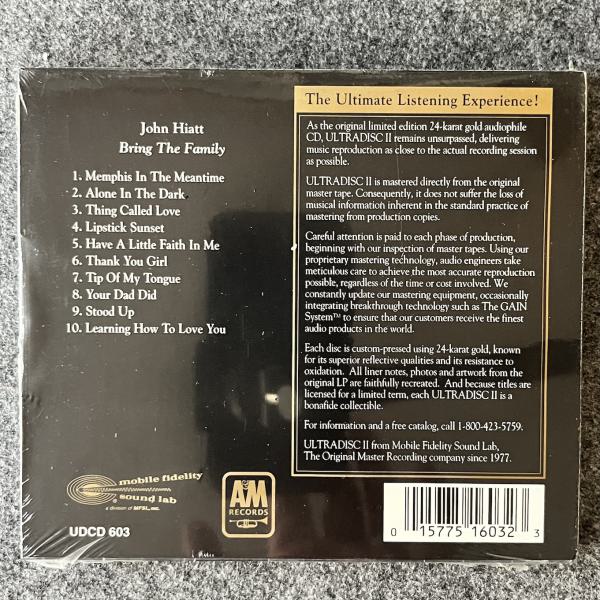 John Hiatt
Bring The Family
1. Memphis In The Meantime
2. Alone In The Dark
3. Thing Called Love
4. Lipstick Sunset
5. Have A Little Faith In Me
6. Thank You Girl
7. Tip Of My Tongue
8. Your Dad Did
9. Stood Up
10. Learning How To Love You
The Ultimate Listening Experience!
As the original limited edition 24-karat gold audiophile
CD, ULTRADISC II remains unsurpassed, delivering
music reproduction as close to the actual recording session
as possible.
ULTRADISC II is mastered directly from the original
master tape. Consequently, it does not suffer the loss of
musical information inherent in the standard practice of
mastering from production copies.
Careful attention is paid to each phase of production,
beginning with our inspection of master tapes. Using our
proprietary mastering technology, audio engineers take
meticulous care to achieve the most accurate reproduction
possible, regardless of the time or cost involved. We
constantly update our mastering equipment, occasionally
integrating breakthrough technology such as The GAIN
System™ to ensure that our customers receive the finest
audio products in the world.
Each disc is custom-pressed using 24-karat gold, known
for its superior reflective qualities and its resistance to
oxidation. All liner notes, photos and artwork from the
original LP are faithfully recreated. And because titles are
licensed for a limited term, each ULTRADISC II is a
bonafide collectible.
For information and a free catalog, call 1-800-423-5759.
ULTRADISC II from Mobile Fidelity Sound Lab,
The Original Master Recording company since 1977.
mobile fidelity
sound lab
a division of MFSL, inc.
UDCD 603
A&M
RECORDS
0 15775 16032 3